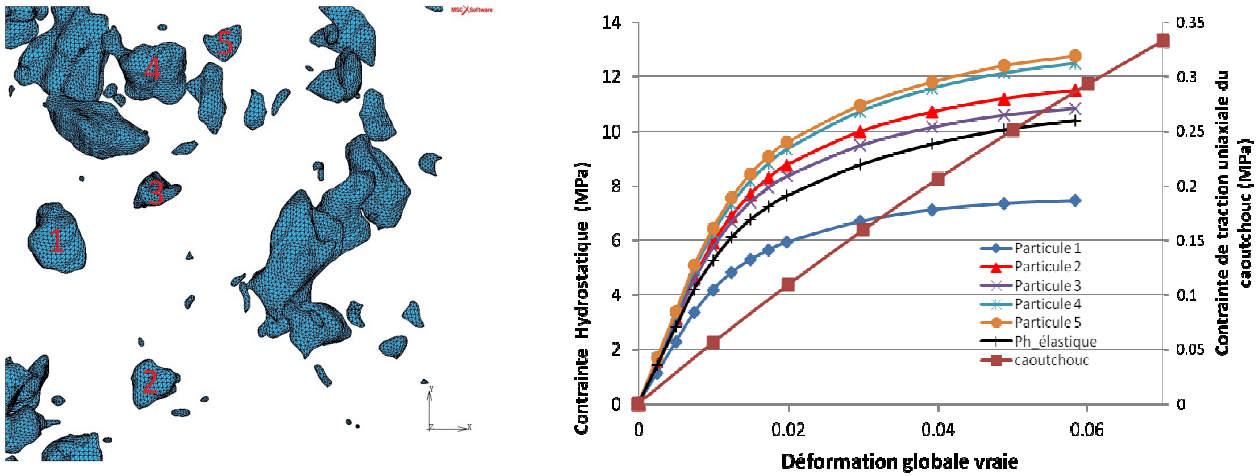 MSC Software
5
4
3
1
2
Y
Z X
Contrainte Hydrostatique (MPa)
14
12
10
8
6
4
2
0
0.35
0.3
0.25
0.2
0.15
0.1
0.05
0
Contrainte de traction uniaxiale du
caoutchouc (MPa)
Particule 1
Particule 2
Particule 3
Particule 4
Particule 5
Ph_élastique
caoutchouc
0 0.02 0.04 0.06
Déformation globale vraie